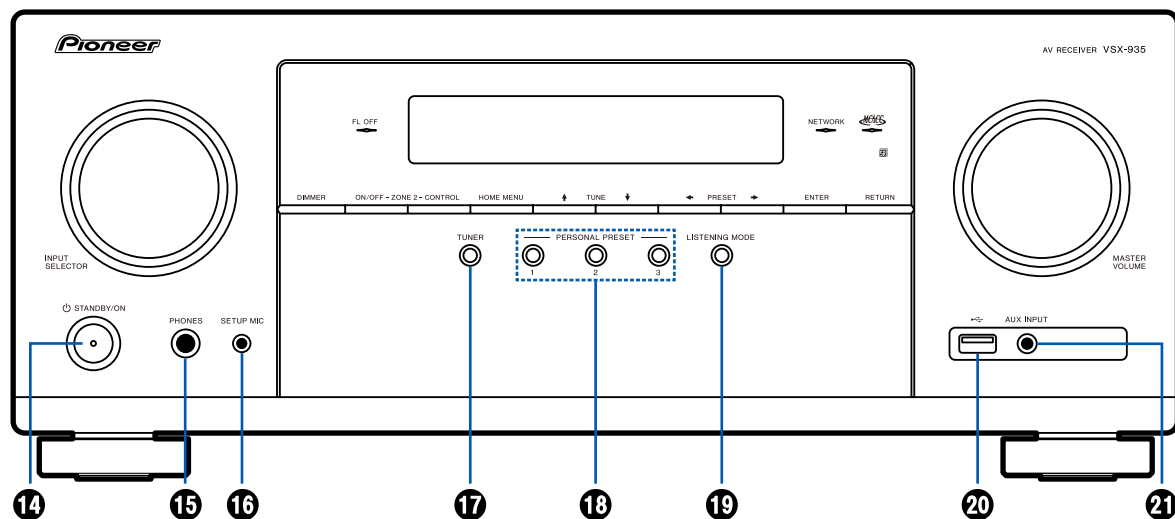 Pioneer
AV RECEIVER VSX-935
FL OFF
NETWORK
MCACC
DIMMER ON/OFF - ZONE 2 - CONTROL HOME MENU TUNE PRESET ENTER RETURN
TUNER
PERSONAL PRESET
LISTENING MODE
1 2 3
INPUT
SELECTOR
MASTER
VOLUME
STANDBY/ON
PHONES
SETUP MIC
AUX INPUT
14 15 16 17 18 19 20 21